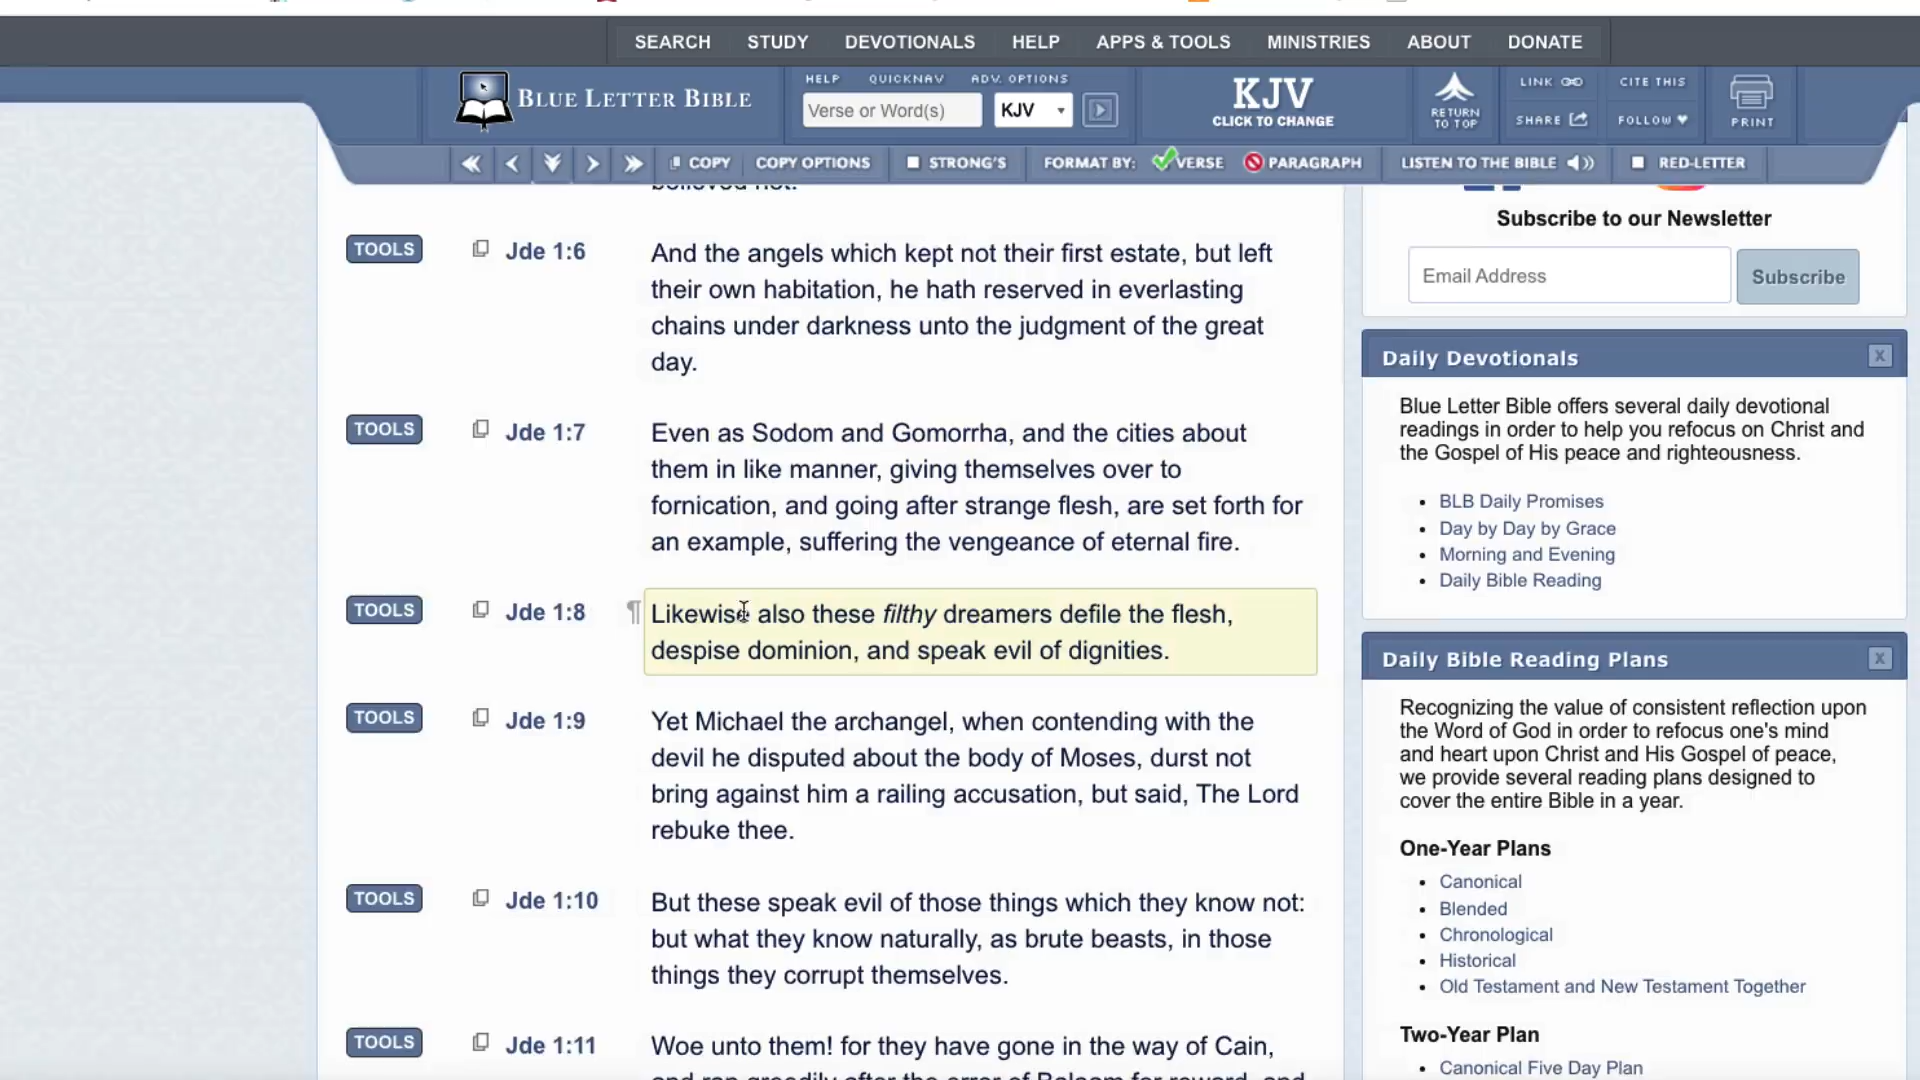 SEARCH STUDY DEVOTIONALS HELP APPS & TOOLS MINISTRIES ABOUT DONATE
BLUE LETTER BIBLE
HELP QUICKNAV ADV. OPTIONS
Verse or Word(s) KJV
KJV
CLICK TO CHANGE
RETURN
TO TOP
LINK CITE THIS
SHARE FOLLOW
PRINT
COPY COPY OPTIONS STRONG'S FORMAT BY: VERSE PARAGRAPH LISTEN TO THE BIBLE RED-LETTER
believed not.
TOOLS Jde 1:6 And the angels which kept not their first estate, but left
their own habitation, he hath reserved in everlasting
chains under darkness unto the judgment of the great
day.
TOOLS Jde 1:7 Even as Sodom and Gomorrha, and the cities about
them in like manner, giving themselves over to
fornication, and going after strange flesh, are set forth for
an example, suffering the vengeance of eternal fire.
TOOLS Jde 1:8 ¶ Likewise also these filthy dreamers defile the flesh,
despise dominion, and speak evil of dignities.
TOOLS Jde 1:9 Yet Michael the archangel, when contending with the
devil he disputed about the body of Moses, durst not
bring against him a railing accusation, but said, The Lord
rebuke thee.
TOOLS Jde 1:10 But these speak evil of those things which they know not:
but what they know naturally, as brute beasts, in those
things they corrupt themselves.
TOOLS Jde 1:11 Woe unto them! for they have gone in the way of Cain,
and ran greedily after the error of Balaam for reward, and
Subscribe to our Newsletter
Email Address Subscribe
Daily Devotionals X
Blue Letter Bible offers several daily devotional
readings in order to help you refocus on Christ and
the Gospel of His peace and righteousness.
• BLB Daily Promises
• Day by Day by Grace
• Morning and Evening
• Daily Bible Reading
Daily Bible Reading Plans X
Recognizing the value of consistent reflection upon
the Word of God in order to refocus one's mind
and heart upon Christ and His Gospel of peace,
we provide several reading plans designed to
cover the entire Bible in a year.
One-Year Plans
• Canonical
• Blended
• Chronological
• Historical
• Old Testament and New Testament Together
Two-Year Plan
• Canonical Five Day Plan